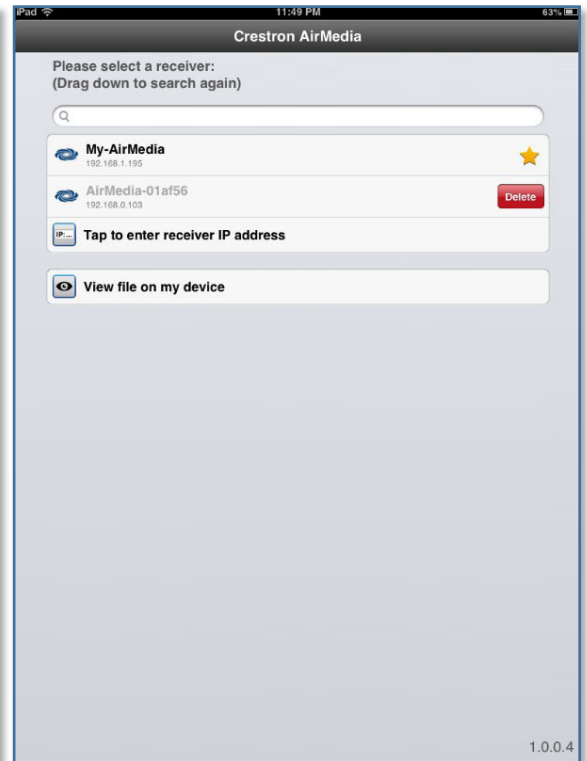 iPad 11:49 PM 63%
Crestron AirMedia
Please select a receiver:
(Drag down to search again)
My-AirMedia
192.168.1.195
AirMedia-01af56
192.168.0.103
Delete
IP:... Tap to enter receiver IP address
View file on my device
1.0.0.4